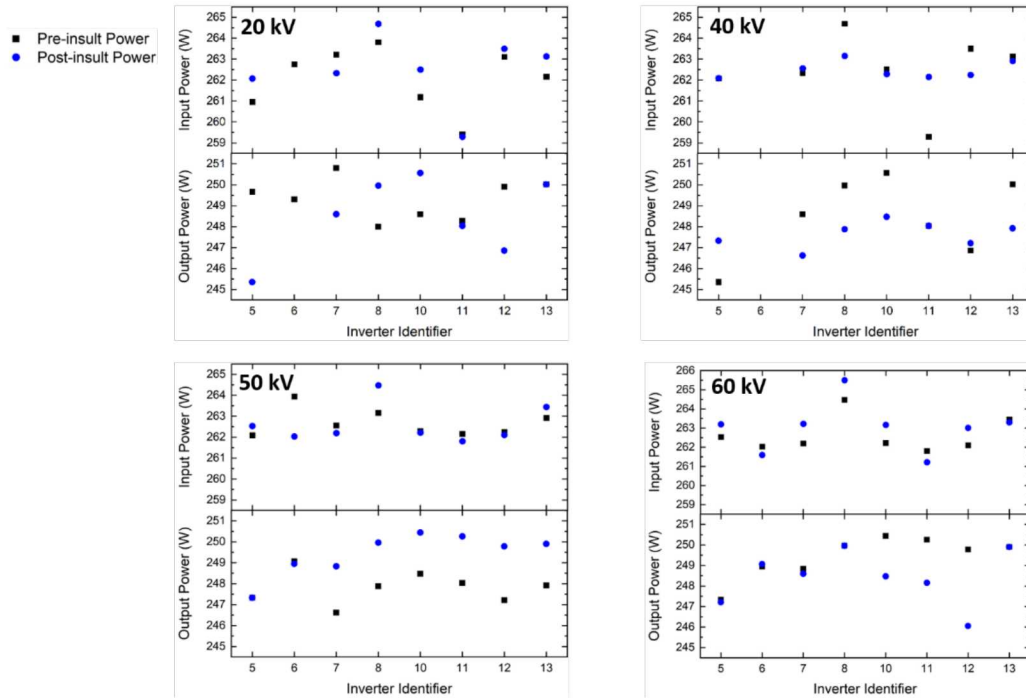 Pre-insult Power
Post-insult Power
20 kV
Input Power (W)
265
264
263
262
261
260
259
Output Power (W)
251
250
249
248
247
246
245
5 6 7 8 10 11 12 13
Inverter Identifier
40 kV
Input Power (W)
265
264
263
262
261
260
259
Output Power (W)
251
250
249
248
247
246
245
5 6 7 8 10 11 12 13
Inverter Identifier
50 kV
Input Power (W)
265
264
263
262
261
260
259
Output Power (W)
251
250
249
248
247
246
245
5 6 7 8 10 11 12 13
Inverter Identifier
60 kV
Input Power (W)
266
265
264
263
262
261
260
259
Output Power (W)
251
250
249
248
247
246
245
5 6 7 8 10 11 12 13
Inverter Identifier